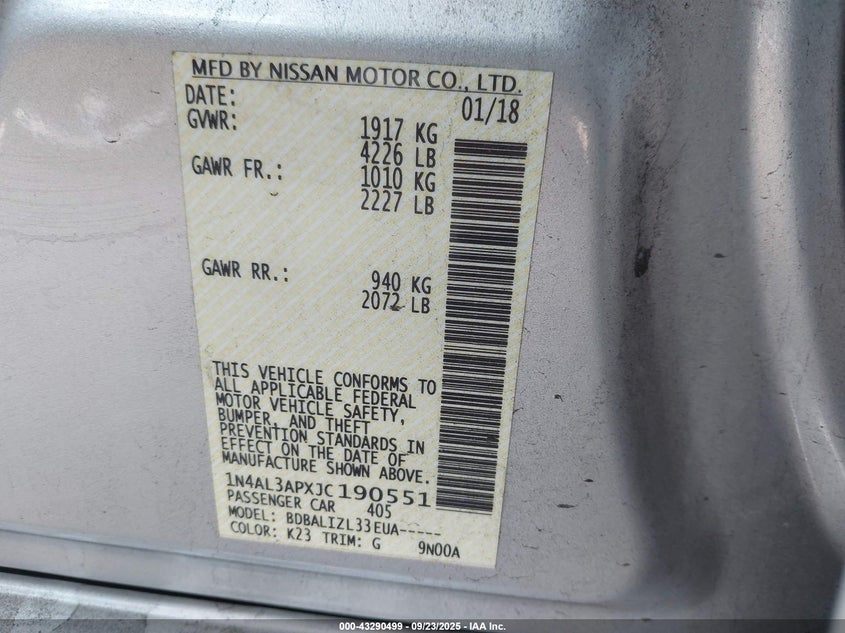 MFD BY NISSAN MOTOR CO., LTD.
DATE: 01/18
GVWR: 1917 KG
4226 LB
GAWR FR.: 1010 KG
2227 LB
GAWR RR.: 940 KG
2072 LB
THIS VEHICLE CONFORMS TO
ALL APPLICABLE FEDERAL
MOTOR VEHICLE SAFETY,
BUMPER, AND THEFT
PREVENTION STANDARDS IN
EFFECT ON THE DATE OF
MANUFACTURE SHOWN ABOVE.
1N4AL3APXJC190551
PASSENGER CAR 405
MODEL: BDBALIZL33EUA-----
COLOR: K23 TRIM: G 9N00A
000-43290499 - 09/23/2025 - IAA Inc.